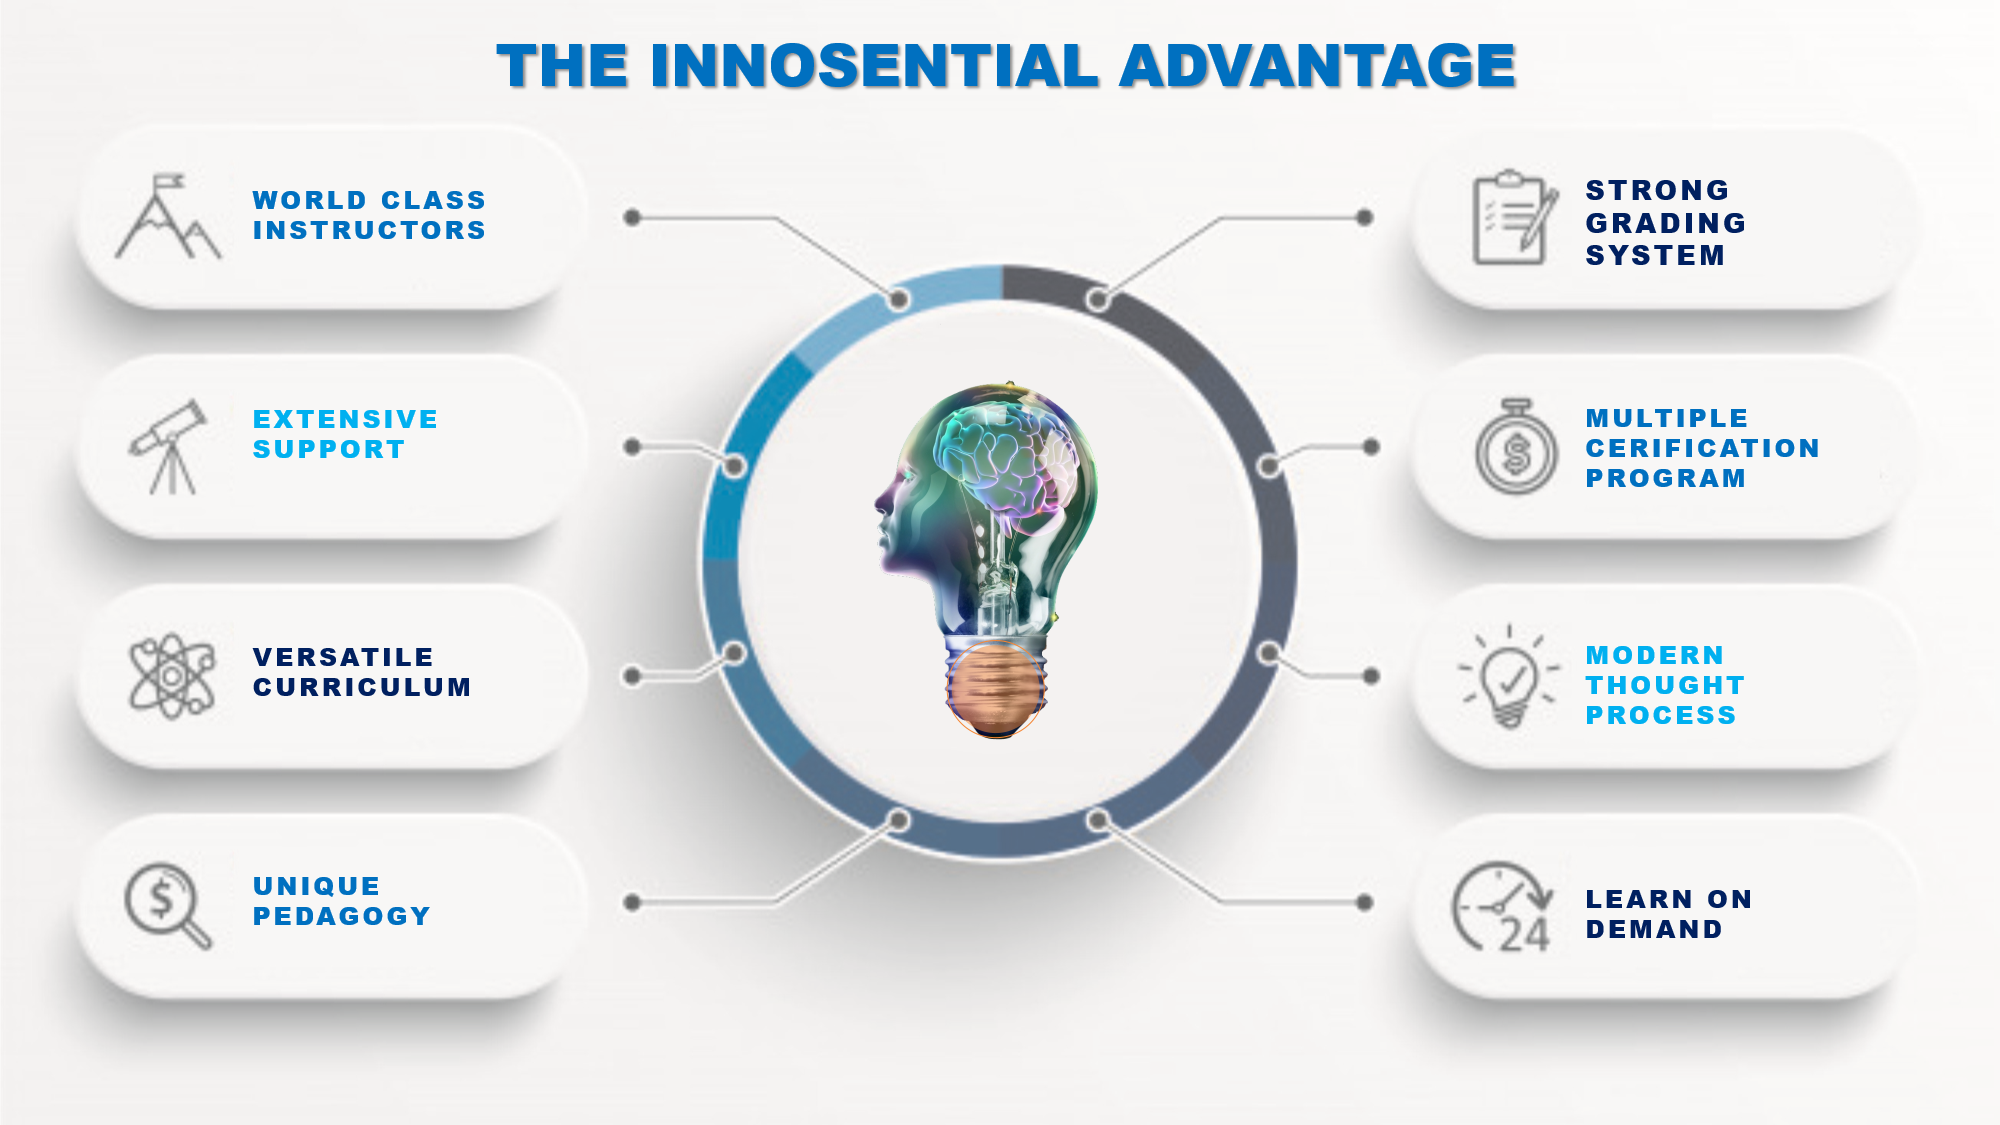 THE INNOSENTIAL ADVANTAGE
WORLD CLASS
INSTRUCTORS
EXTENSIVE
SUPPORT
VERSATILE
CURRICULUM
$
UNIQUE
PEDAGOGY
STRONG
GRADING
SYSTEM
$
MULTIPLE
CERIFICATION
PROGRAM
MODERN
THOUGHT
PROCESS
24
LEARN ON
DEMAND